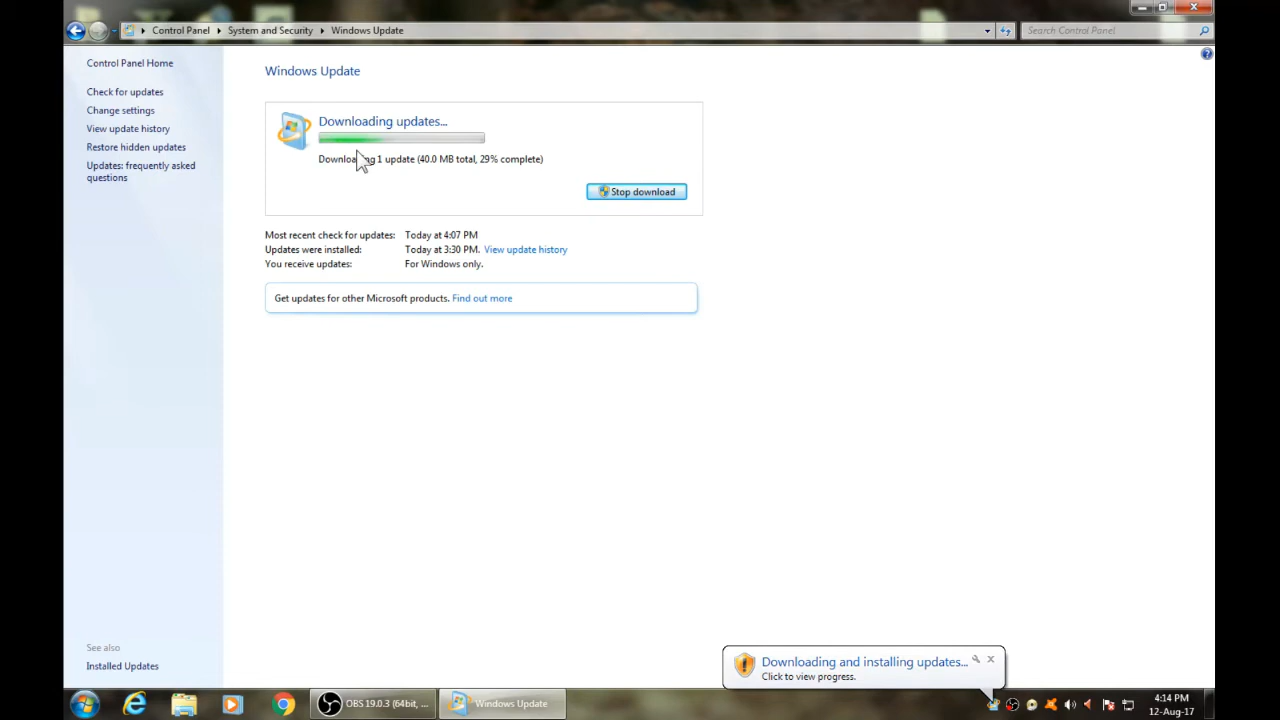 Control Panel
System and Security
Windows Update
Search Control Panel
Control Panel Home
Check for updates
Change settings
View update history
Restore hidden updates
Updates: frequently asked
questions
Windows Update
Downloading updates...
Downloading 1 update (40.0 MB total, 29% complete)
Stop download
Most recent check for updates: Today at 4:07 PM
Updates were installed: Today at 3:30 PM. View update history
You receive updates: For Windows only.
Get updates for other Microsoft products. Find out more
See also
Installed Updates
Downloading and installing updates...
Click to view progress.
OBS 19.0.3 (64bit, ...
Windows Update
4:14 PM
12-Aug-17